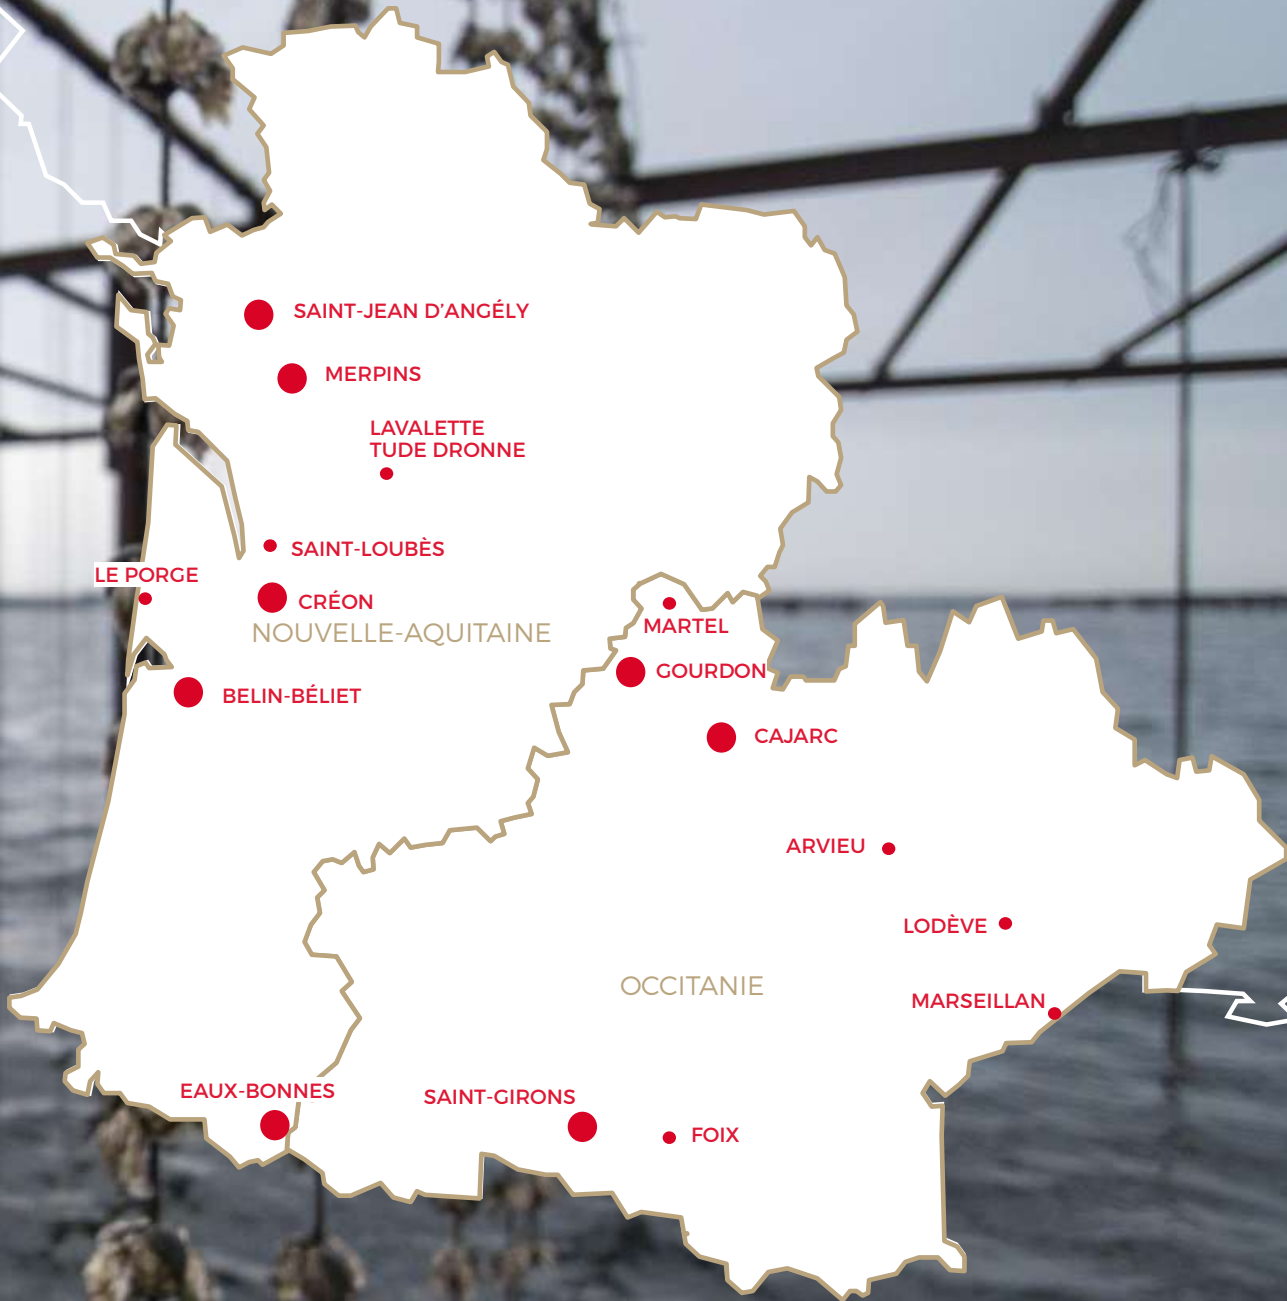 SAINT-JEAN D'ANGÉLY
MERPINS
LAVALETTE
TUDE DRONNE
SAINT-LOUBÈS
LE PORGE
CRÉON
NOUVELLE-AQUITAINE
MARTEL
GOURDON
BELIN-BÉLIET
CAJARC
ARVIEU
LODÈVE
OCCITANIE
MARSEILLAN
EAUX-BONNES
SAINT-GIRONS
FOIX